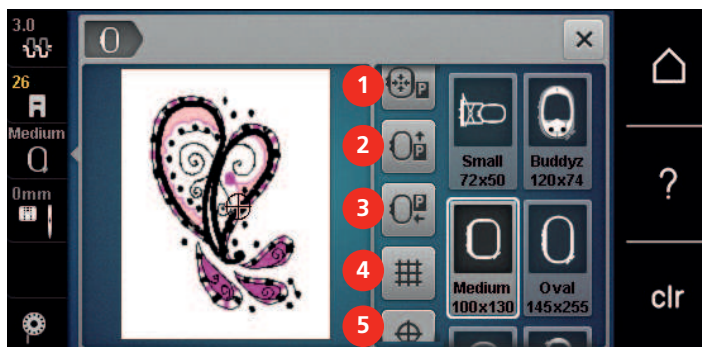 3.0
26
Medium
0mm
1
P
2
P
3
P
4
5
Small
72x50
Buddyz
120x74
Medium
100x130
Oval
145x255
?
clr